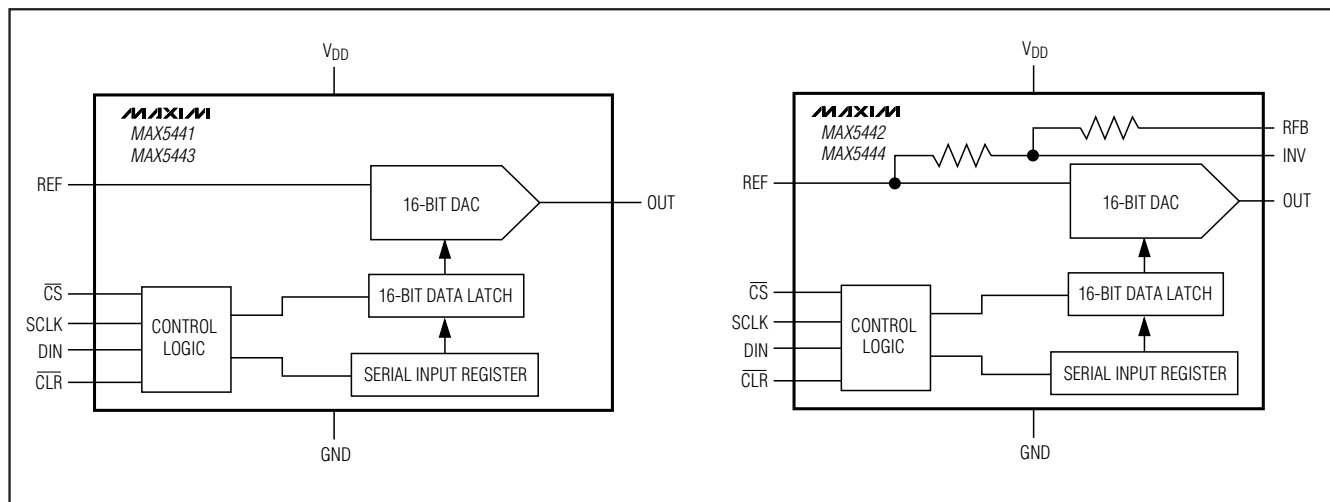 VDD
MAXIM
MAX5441
MAX5443
REF
16-BIT DAC
OUT
CS
SCLK
DIN
CLR
CONTROL
LOGIC
16-BIT DATA LATCH
SERIAL INPUT REGISTER
GND
VDD
MAXIM
MAX5442
MAX5444
RFB
INV
REF
16-BIT DAC
OUT
CS
SCLK
DIN
CLR
CONTROL
LOGIC
16-BIT DATA LATCH
SERIAL INPUT REGISTER
GND